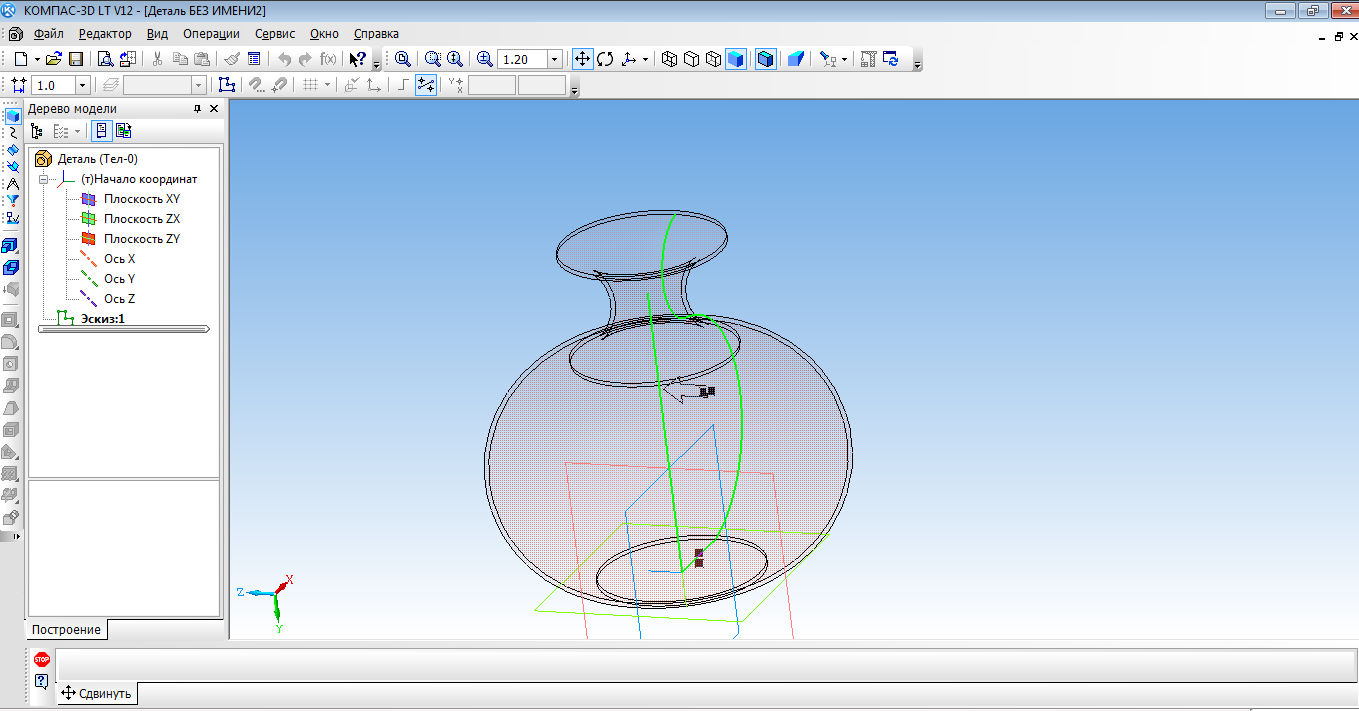 КОМПАС-3D LT V12 - [Деталь БЕЗ ИМЕНИ2]
Файл Редактор Вид Операции Сервис Окно Справка
f(x) 1.20
1.0
Дерево модели
Деталь (Тел-0)
(т)Начало координат
Плоскость XY
Плоскость ZX
Плоскость ZY
Ось X
Ось Y
Ось Z
Эскиз:1
X
Z
Y
Построение
STOP
Сдвинуть